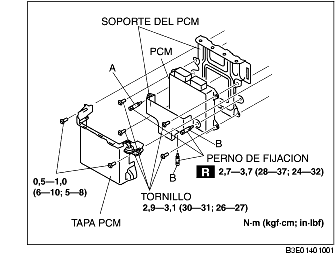 SOPORTE DEL PCM
PCM
A
B
PERNO DE FIJACION
R 2,7–3,7 (28–37; 24–32)
0,5–1,0
(6–10; 5–8)
B
TORNILLO
2,9–3,1 (30–31; 26–27)
TAPA PCM
N·m (kgf·cm; in·lbf)
B3E0140I001